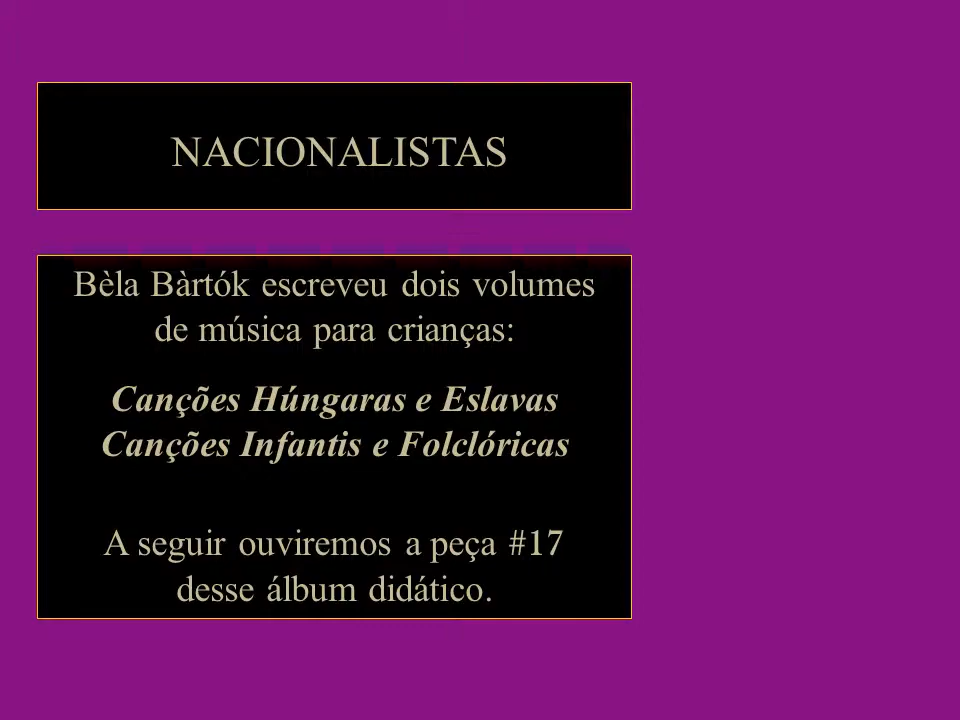 NACIONALISTAS
Bèla Bàrtók escreveu dois volumes
de música para crianças:
Canções Húngaras e Eslavas
Canções Infantis e Folclóricas
A seguir ouviremos a peça #17
desse álbum didático.